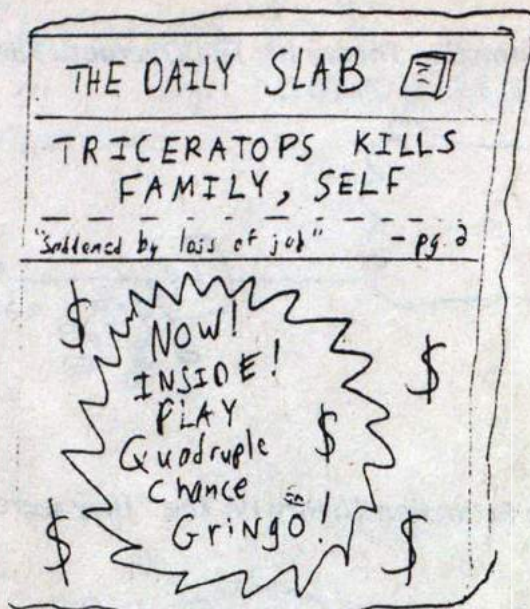 THE DAILY SLAB
TRICERATOPS KILLS
FAMILY, SELF
"Saddened by loss of job" - pg. 2
NOW!
INSIDE!
PLAY
Quadruple
Chance
GriNgO
$
$
$
$
$